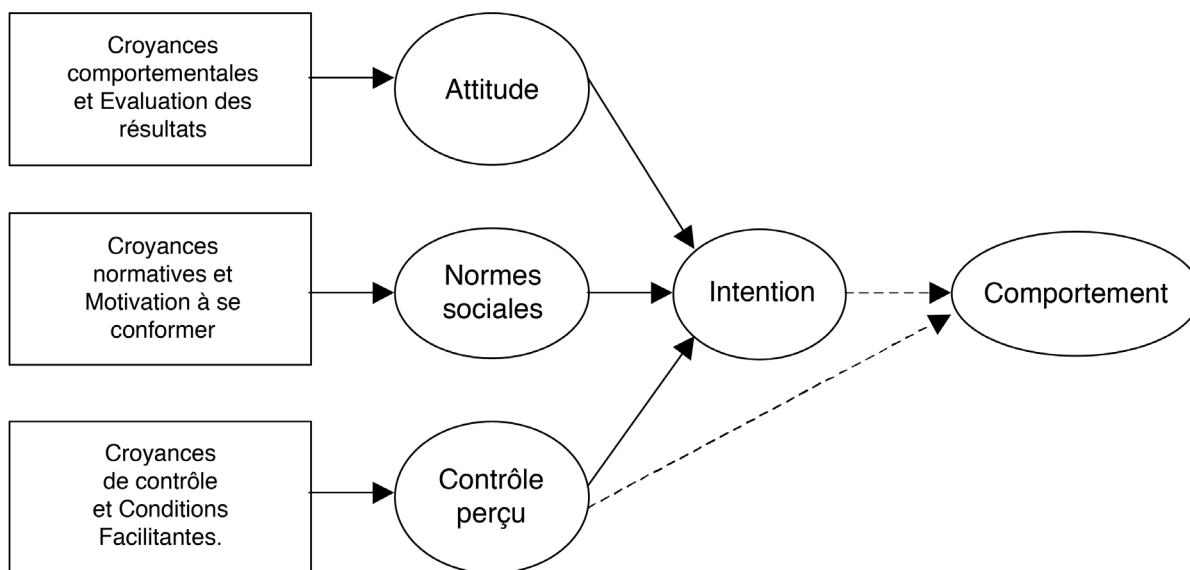 Croyances
comportementales
et Evaluation des
résultats
Attitude
Croyances
normatives et
Motivation à se
conformer
Normes
sociales
Intention
Comportement
Croyances
de contrôle
et Conditions
Facilitantes.
Contrôle
perçu